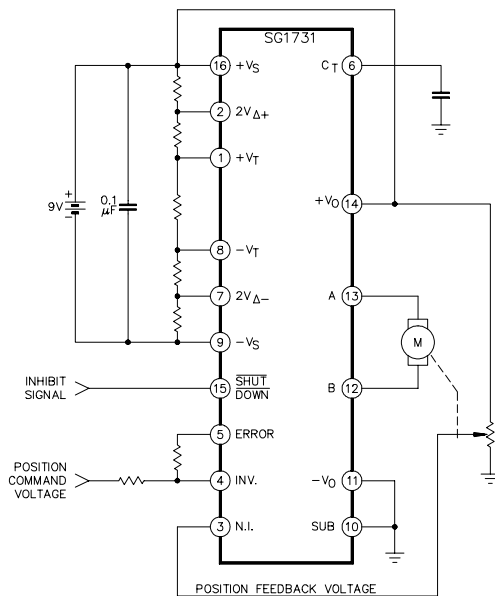 SG1731
16 +VS
CT 6
2 2VΔ+
1 +VT
+VO 14
9V
+
−
0.1
μF
8 −VT
7 2VΔ−
A 13
9 −VS
M
INHIBIT
SIGNAL
15 SHUT
DOWN
B 12
5 ERROR
POSITION
COMMAND
VOLTAGE
4 INV.
−VO 11
3 N.I.
SUB 10
POSITION FEEDBACK VOLTAGE